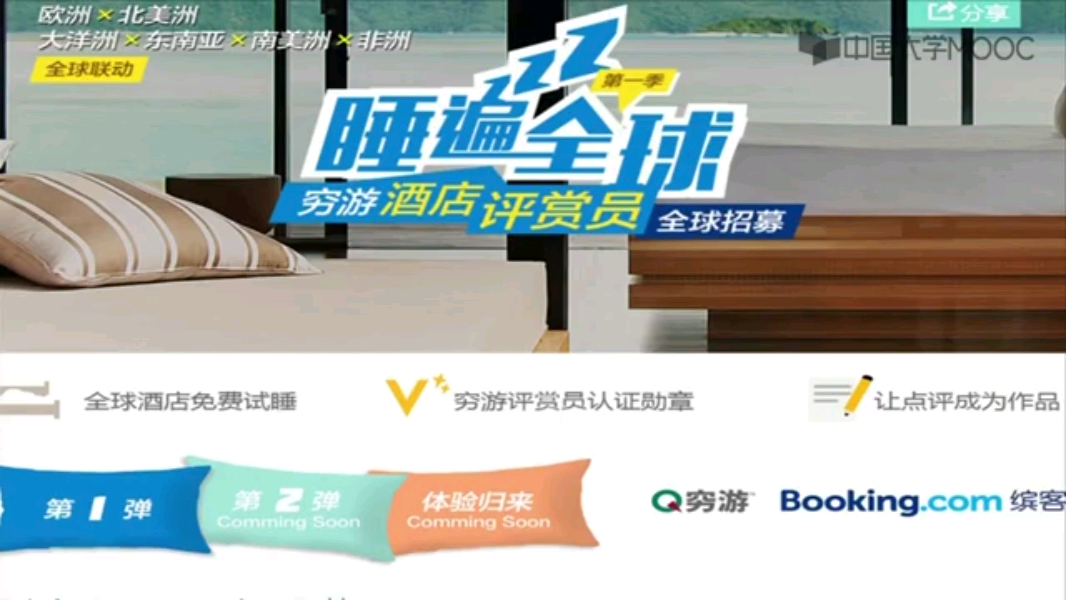 欧洲×北美洲
大洋洲×东南亚×南美洲×非洲
全球联动
分享
中国大学MOOC
zzz
第一季
睡遍全球
穷游酒店评赏员
全球招募
全球酒店免费试睡
穷游评赏员认证勋章
让点评成为作品
第1弹
第2弹
Comming Soon
体验归来
Comming Soon
穷游
Booking.com 缤客